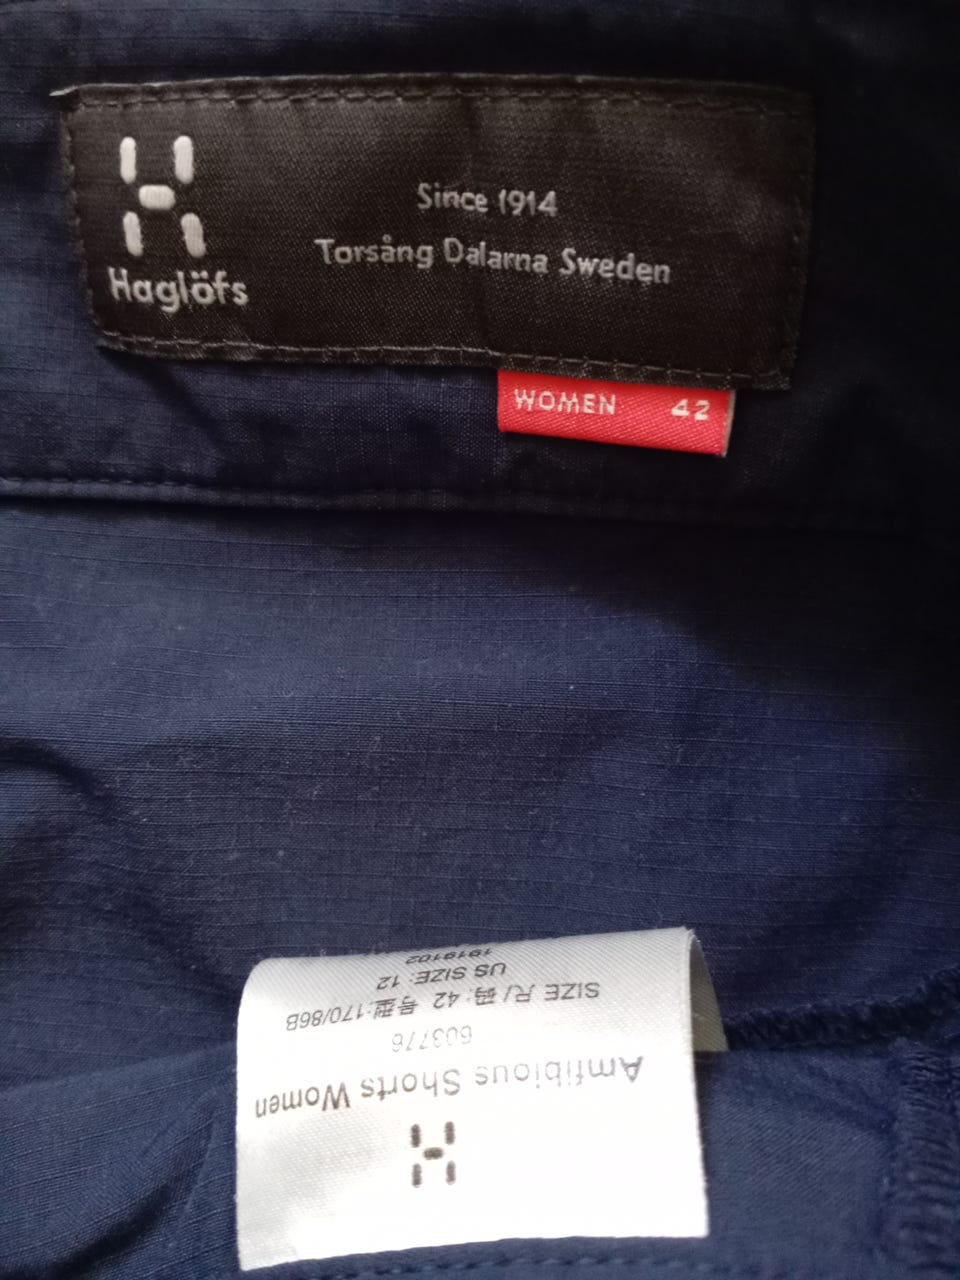 Haglöfs
Since 1914
Torsång Dalarna Sweden
WOMEN 42
Amfibious Shorts Women
603776
SIZE R/码:42 号型:170/86B
US SIZE: 12
1919102